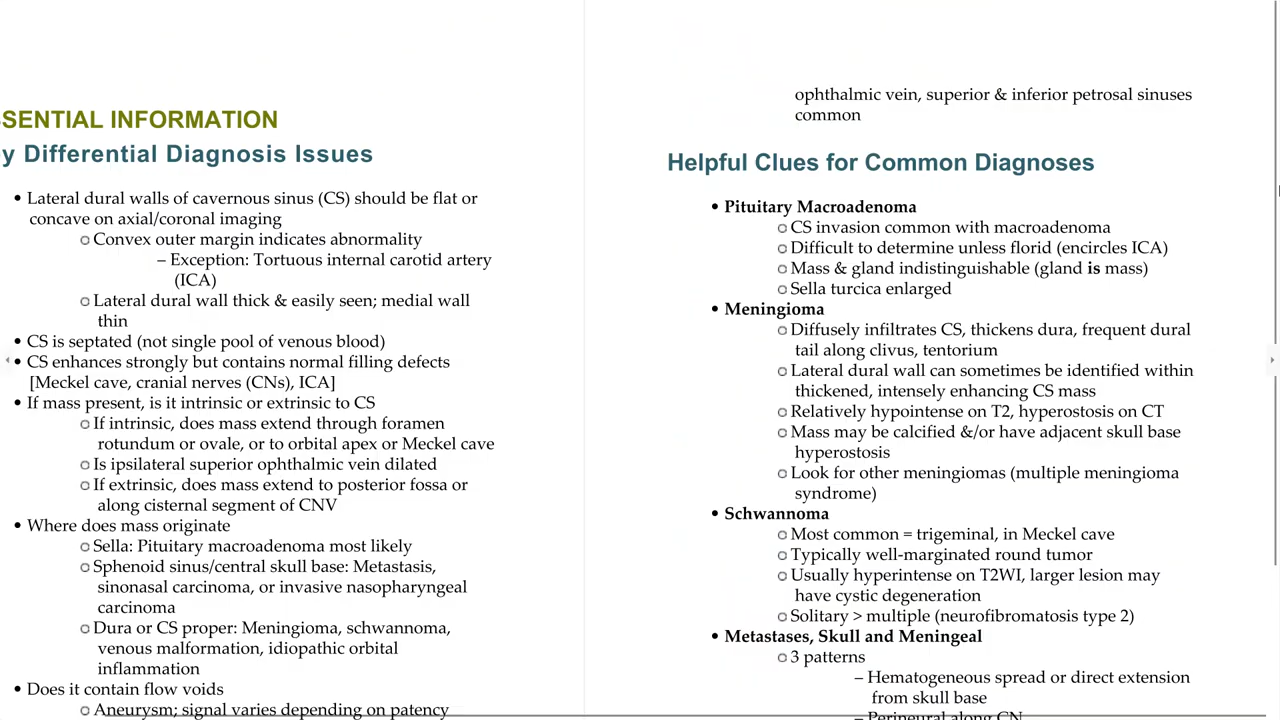 SENTIAL INFORMATION
y Differential Diagnosis Issues
• Lateral dural walls of cavernous sinus (CS) should be flat or
concave on axial/coronal imaging
○ Convex outer margin indicates abnormality
– Exception: Tortuous internal carotid artery
(ICA)
○ Lateral dural wall thick & easily seen; medial wall
thin
• CS is septated (not single pool of venous blood)
• CS enhances strongly but contains normal filling defects
[Meckel cave, cranial nerves (CNs), ICA]
• If mass present, is it intrinsic or extrinsic to CS
○ If intrinsic, does mass extend through foramen
rotundum or ovale, or to orbital apex or Meckel cave
○ Is ipsilateral superior ophthalmic vein dilated
○ If extrinsic, does mass extend to posterior fossa or
along cisternal segment of CNV
• Where does mass originate
○ Sella: Pituitary macroadenoma most likely
○ Sphenoid sinus/central skull base: Metastasis,
sinonasal carcinoma, or invasive nasopharyngeal
carcinoma
○ Dura or CS proper: Meningioma, schwannoma,
venous malformation, idiopathic orbital
inflammation
• Does it contain flow voids
○ Aneurysm; signal varies depending on patency
ophthalmic vein, superior & inferior petrosal sinuses
common
Helpful Clues for Common Diagnoses
• Pituitary Macroadenoma
○ CS invasion common with macroadenoma
○ Difficult to determine unless florid (encircles ICA)
○ Mass & gland indistinguishable (gland is mass)
○ Sella turcica enlarged
• Meningioma
○ Diffusely infiltrates CS, thickens dura, frequent dural
tail along clivus, tentorium
○ Lateral dural wall can sometimes be identified within
thickened, intensely enhancing CS mass
○ Relatively hypointense on T2, hyperostosis on CT
○ Mass may be calcified &/or have adjacent skull base
hyperostosis
○ Look for other meningiomas (multiple meningioma
syndrome)
• Schwannoma
○ Most common = trigeminal, in Meckel cave
○ Typically well-marginated round tumor
○ Usually hyperintense on T2WI, larger lesion may
have cystic degeneration
○ Solitary > multiple (neurofibromatosis type 2)
• Metastases, Skull and Meningeal
○ 3 patterns
– Hematogeneous spread or direct extension
from skull base
– Perineural along CN